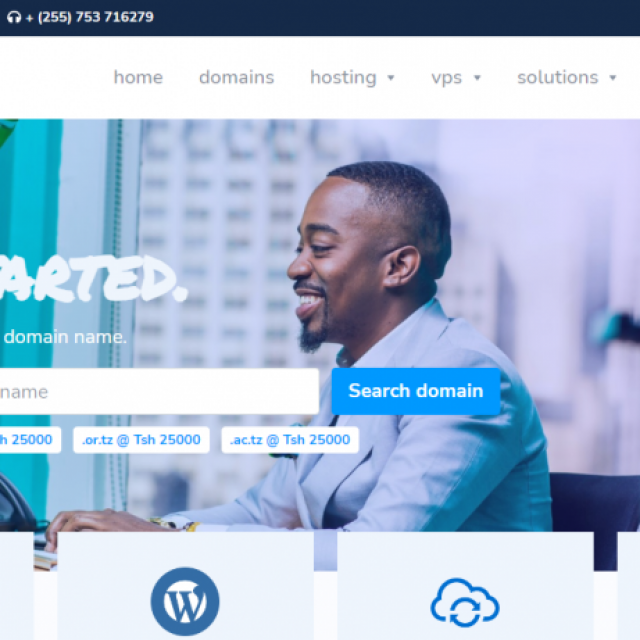 + (255) 753 716279
home domains hosting vps solutions
ARTED.
domain name.
name Search domain
h 25000 .or.tz @ Tsh 25000 .ac.tz @ Tsh 25000